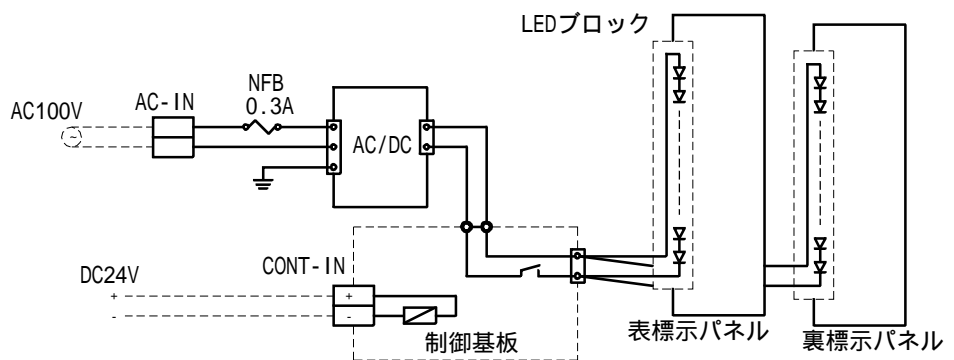 LEDブロック
NFB
0.3A
AC-IN
AC100V
~
AC/DC
CONT-IN
DC24V
+
-
+
-
制御基板
表標示パネル
裏標示パネル